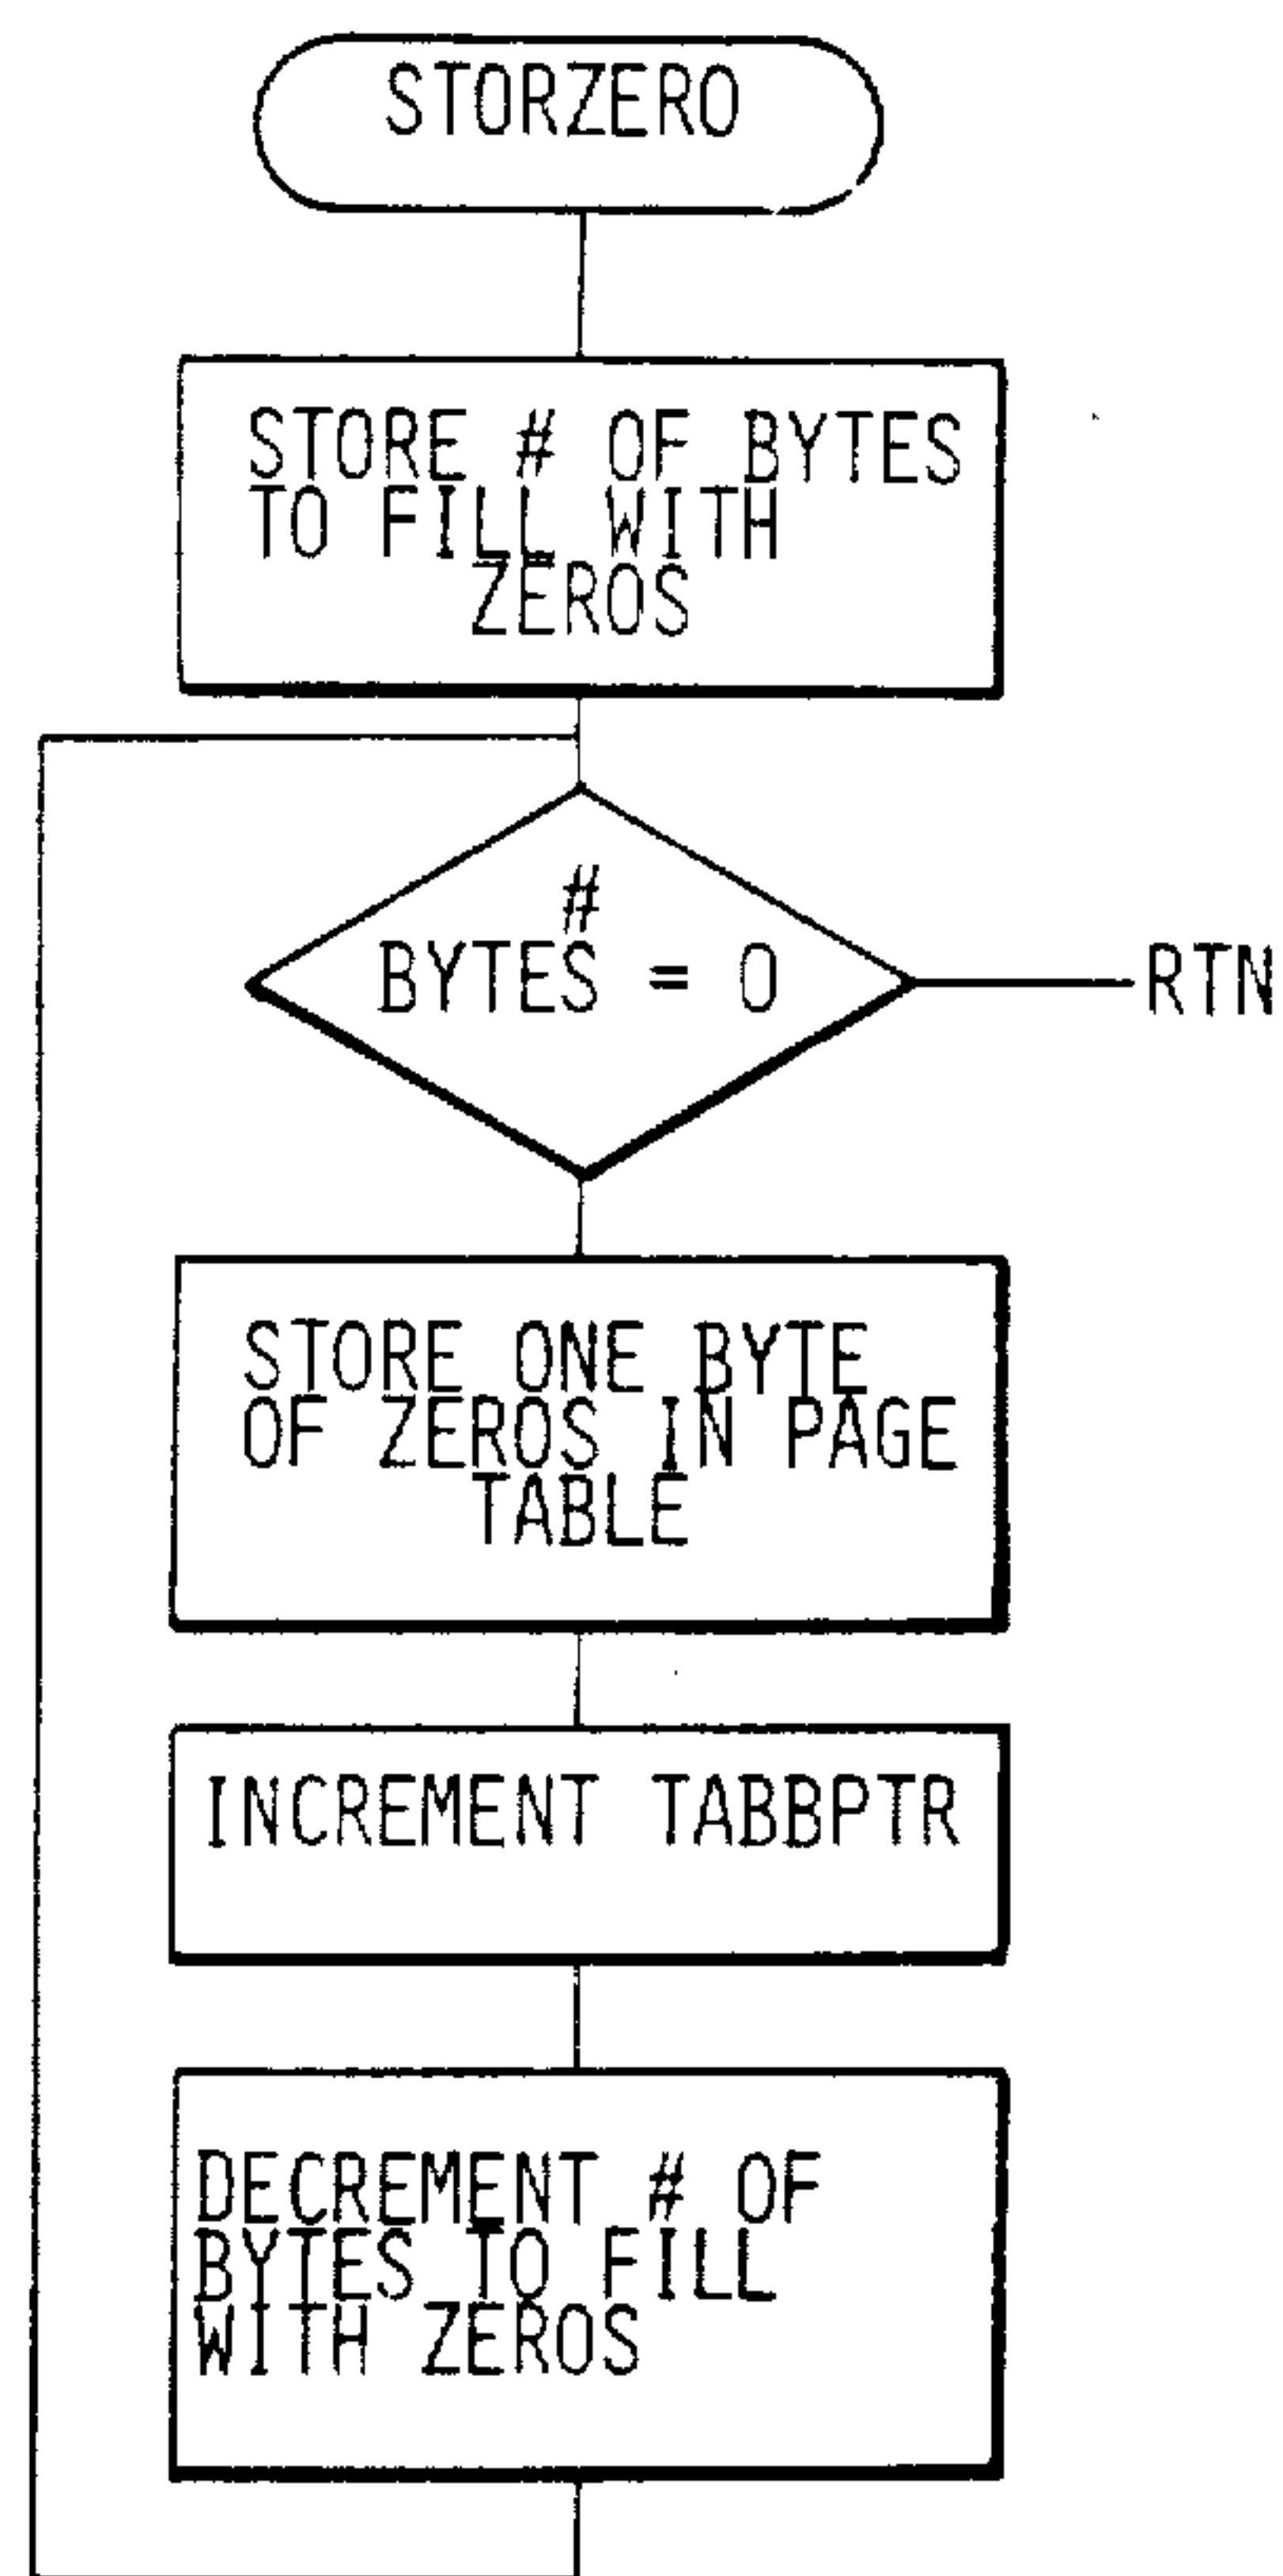 STORZERO
STORE # OF BYTES
TO FILL WITH
ZEROS
#
BYTES = 0
RTN
STORE ONE BYTE
OF ZEROS IN PAGE
TABLE
INCREMENT TABBPTR
DECREMENT # OF
BYTES TO FILL
WITH ZEROS